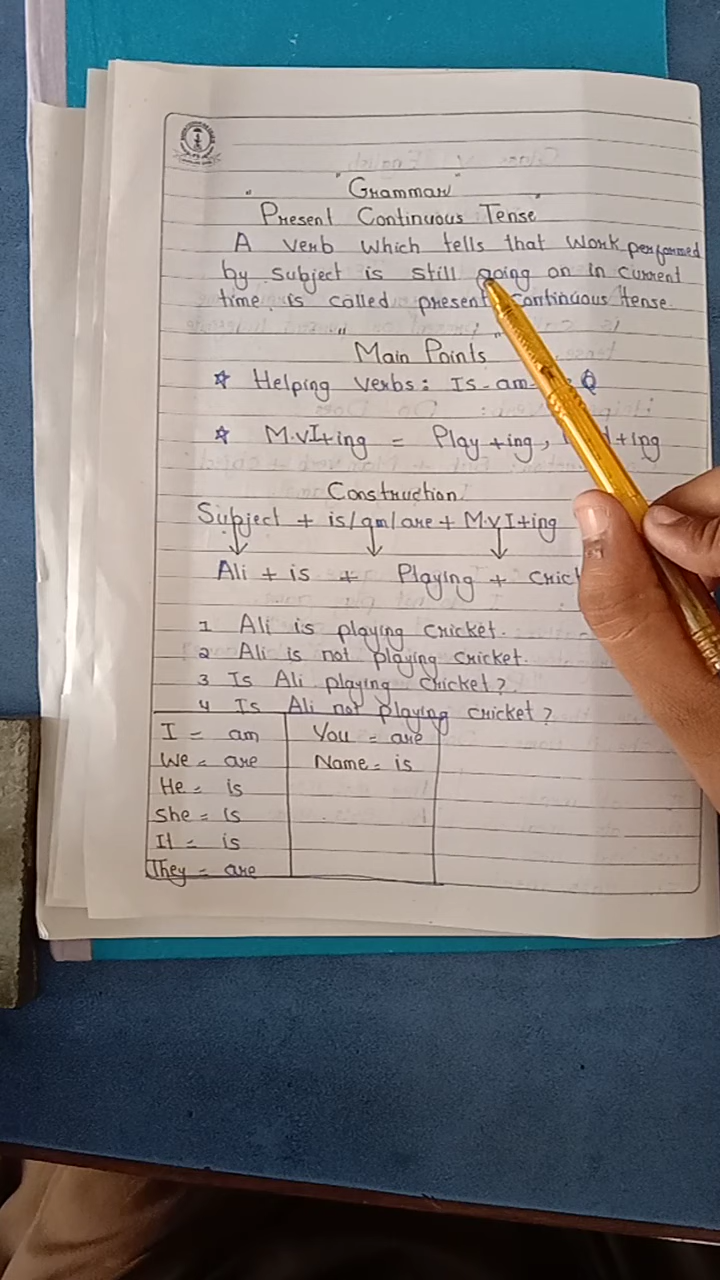 "Grammar"
"Present Continuous Tense"
A verb which tells that work performed
by subject is still going on in current
time. is called present continuous tense.
"Main Points"
☆ Helping verbs: Is-am-
☆ M.vI+ing = Play+ing, +ing
Construction.
Subject + is/am/are + M.vI+ing
Ali + is + Playing +
1 Ali is playing cricket.
2 Ali is not playing cricket.
3 Is Ali playing cricket?
4 Is Ali not playing cricket?
I = am You = are
We = are Name = is
He = is
She = is
It = is
They = are